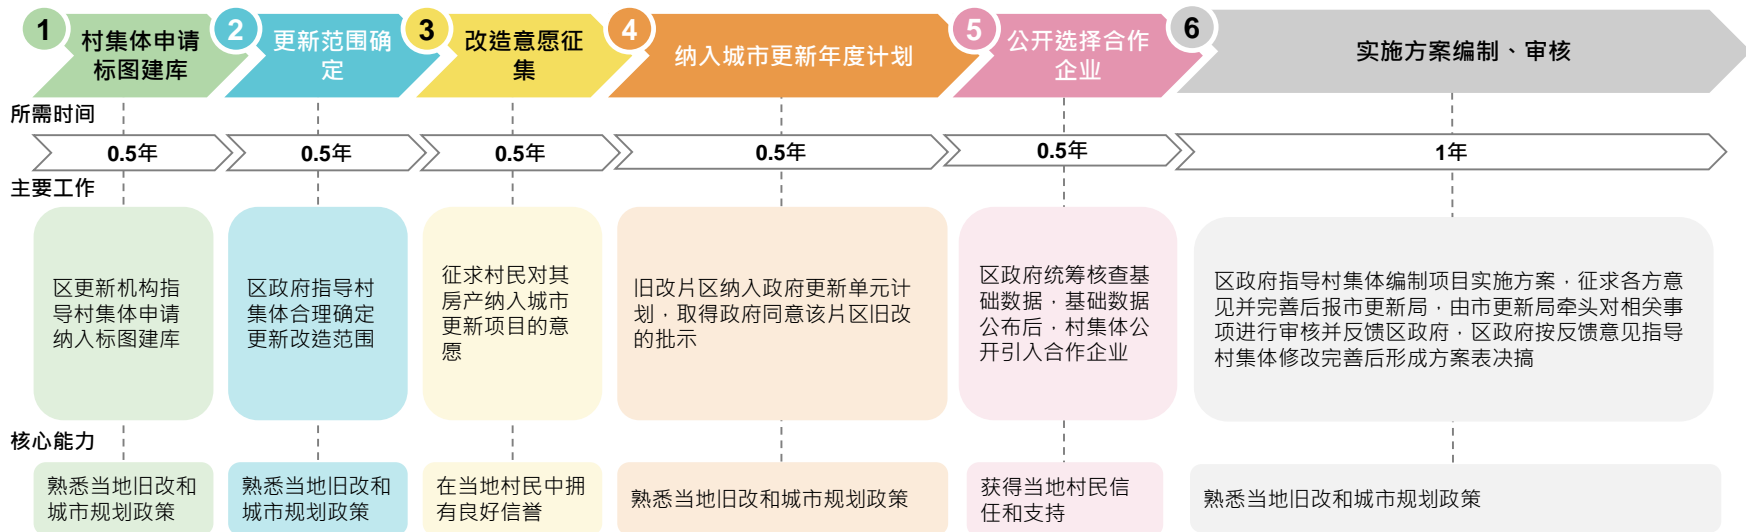 1
村集体申请
标图建库
2
更新范围确
定
3
改造意愿征
集
4
纳入城市更新年度计划
5
公开选择合作
企业
6
实施方案编制、审核
所需时间
0.5年
0.5年
0.5年
0.5年
0.5年
1年
主要工作
区更新机构指
导村集体申请
纳入标图建库
区政府指导村
集体合理确定
更新改造范围
征求村民对其
房产纳入城市
更新项目的意
愿
旧改片区纳入政府更新单元计
划，取得政府同意该片区旧改
的批示
区政府统筹核查基
础数据，基础数据
公布后，村集体公
开引入合作企业
区政府指导村集体编制项目实施方案，征求各方意
见并完善后报市更新局，由市更新局牵头对相关事
项进行审核并反馈区政府，区政府按反馈意见指导
村集体修改完善后形成方案表决搞
核心能力
熟悉当地旧改和
城市规划政策
熟悉当地旧改和
城市规划政策
在当地村民中拥
有良好信誉
熟悉当地旧改和城市规划政策
获得当地村民信
任和支持
熟悉当地旧改和城市规划政策